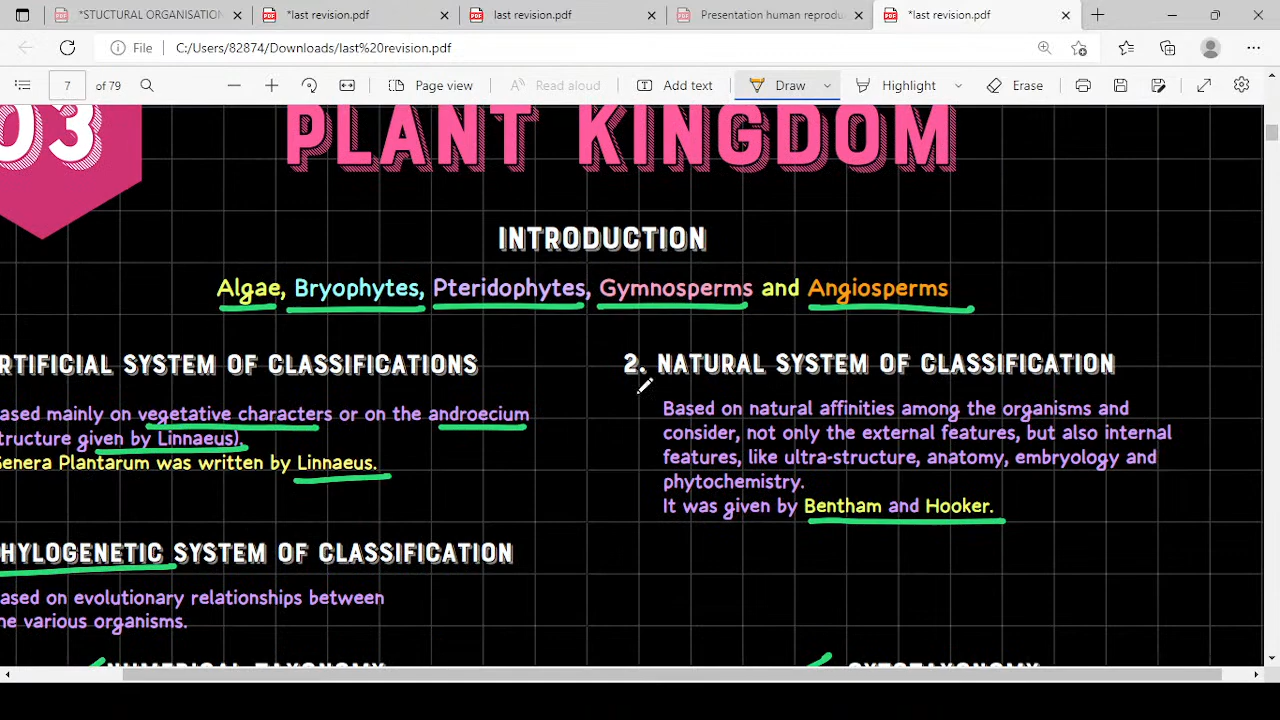 *STUCTURAL ORGANISATION
*last revision.pdf
last revision.pdf
Presentation human reprodu
*last revision.pdf
File
C:/Users/82874/Downloads/last%20revision.pdf
7 of 79
Page view
Read aloud
Add text
Draw
Highlight
Erase
03
PLANT KINGDOM
INTRODUCTION
Algae, Bryophytes, Pteridophytes, Gymnosperms and Angiosperms
RTIFICIAL SYSTEM OF CLASSIFICATIONS
ased mainly on vegetative characters or on the androecium
tructure given by Linnaeus).
Genera Plantarum was written by Linnaeus.
2. NATURAL SYSTEM OF CLASSIFICATION
Based on natural affinities among the organisms and
consider, not only the external features, but also internal
features, like ultra-structure, anatomy, embryology and
phytochemistry.
It was given by Bentham and Hooker.
HYLOGENETIC SYSTEM OF CLASSIFICATION
ased on evolutionary relationships between
he various organisms.
NUMERICAL TAXONOMY
CYTOTAXONOMY